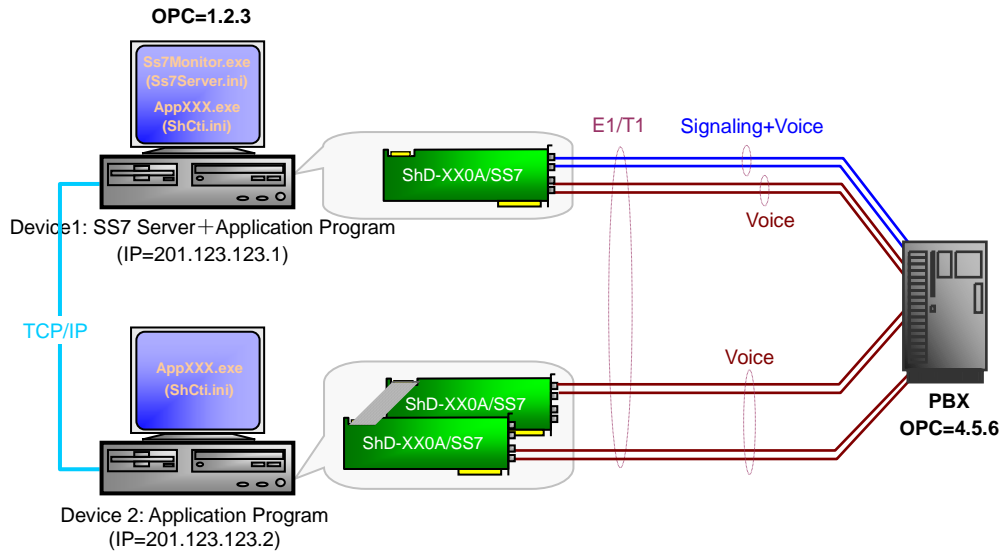 OPC=1.2.3
Ss7Monitor.exe
(Ss7Server.ini)
AppXXX.exe
(ShCti.ini)
E1/T1
Signaling+Voice
ShD-XX0A/SS7
Voice
Device1: SS7 Server+Application Program
(IP=201.123.123.1)
TCP/IP
AppXXX.exe
(ShCti.ini)
Voice
ShD-XX0A/SS7
ShD-XX0A/SS7
PBX
OPC=4.5.6
Device 2: Application Program
(IP=201.123.123.2)